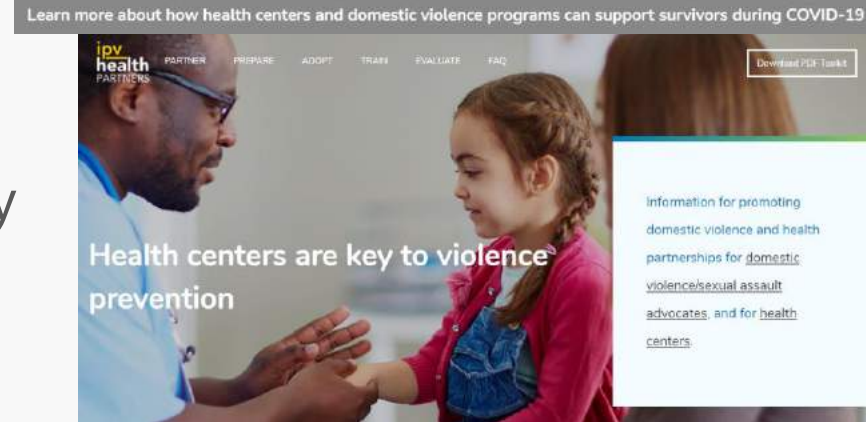 Learn more about how health centers and domestic violence programs can support survivors during COVID-19
ipv
health
PARTNERS
PARTNER PREPARE ADOPT TRAIN EVALUATE FAQ
Download PDF Toolkit
y
Information for promoting
domestic violence and health
partnerships for domestic
violence/sexual assault
advocates, and for health
centers.
Health centers are key to violence
prevention